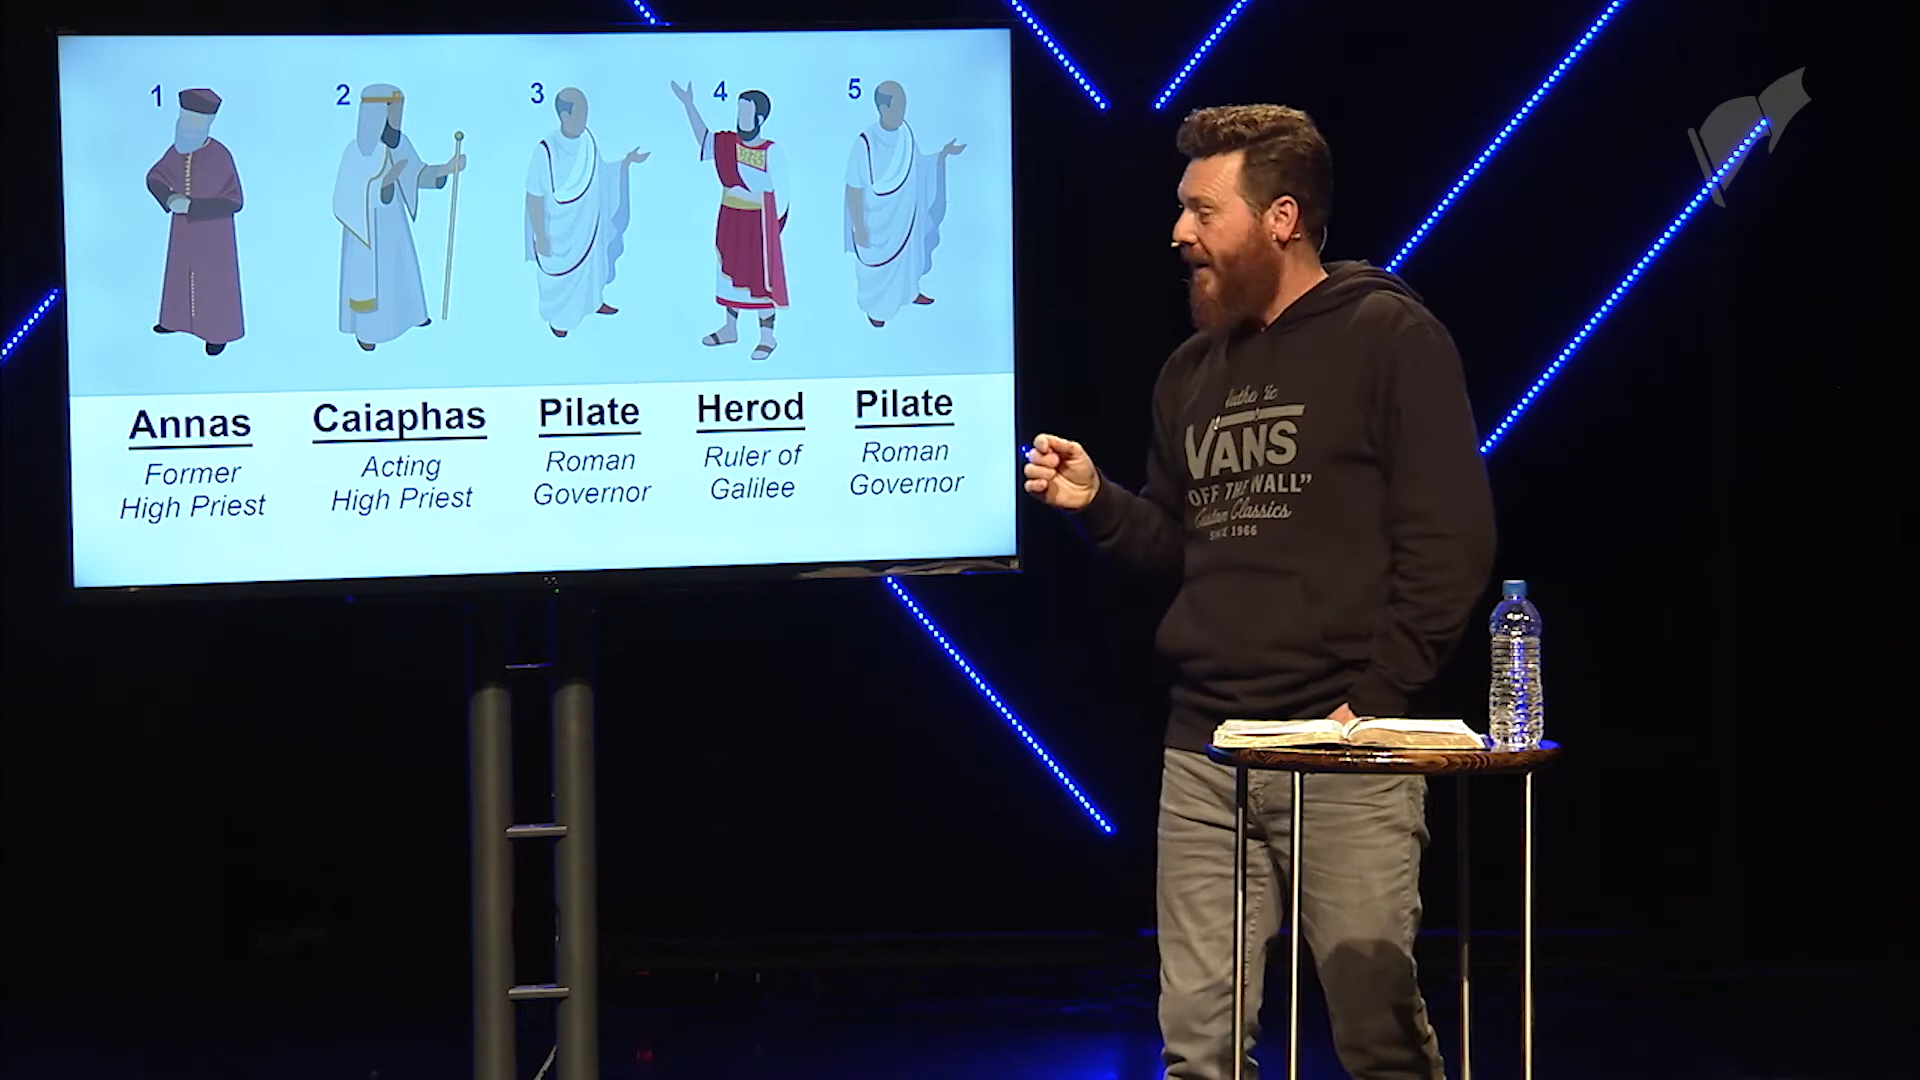 1
2
3
4
5
Annas
Former
High Priest
Caiaphas
Acting
High Priest
Pilate
Roman
Governor
Herod
Ruler of
Galilee
Pilate
Roman
Governor
Authentic
VANS
"OFF THE WALL"
Custom Classics
SINCE 1966